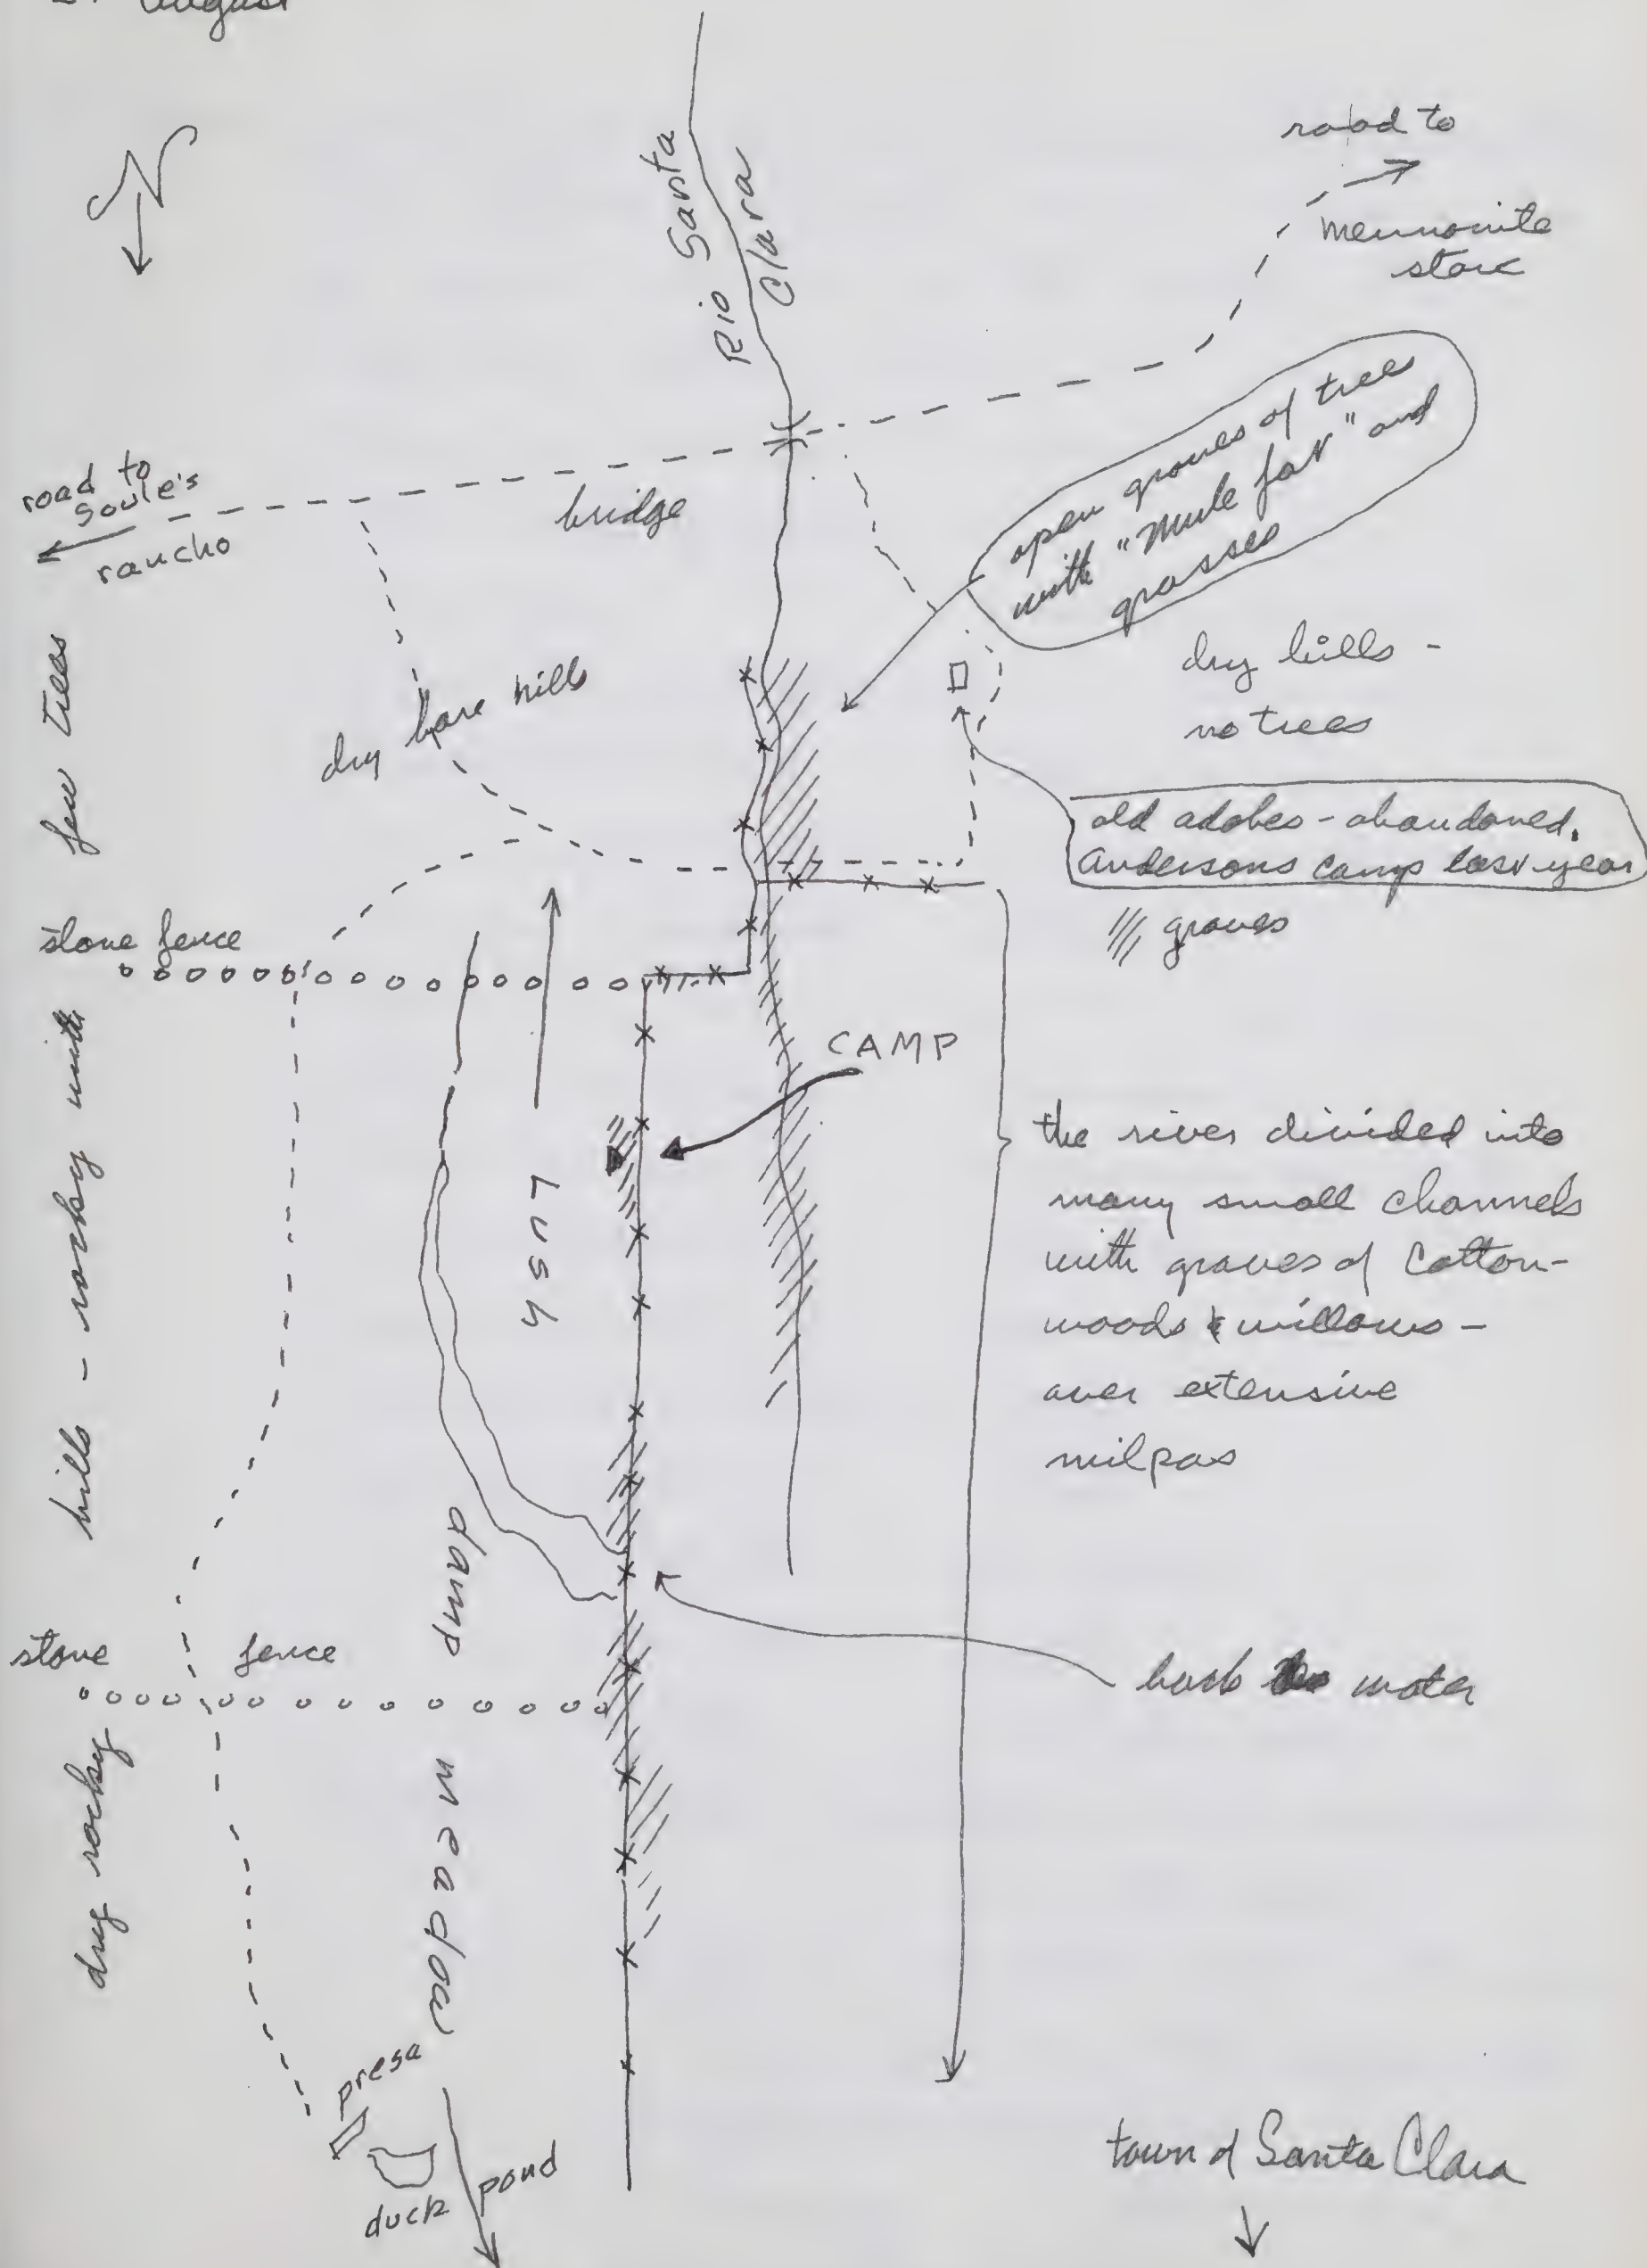 August
N
road to
mennonite
store
Rio Santa
Clara
open groves of trees
with "Mule fat" and
grasses
road to
Soule's
rancho
bridge
dry hills -
no trees
dry bare hills
old adobes - abandoned.
Andersons camp last year
groves
stone fence
CAMP
Lush
the river divided into
many small channels
with groves of Cotton-
woods & willows -
over extensive
milpas
damp meadow
back water
stone fence
dry rocky hills - rocky with few trees
presa
duck pond
town of Santa Clara